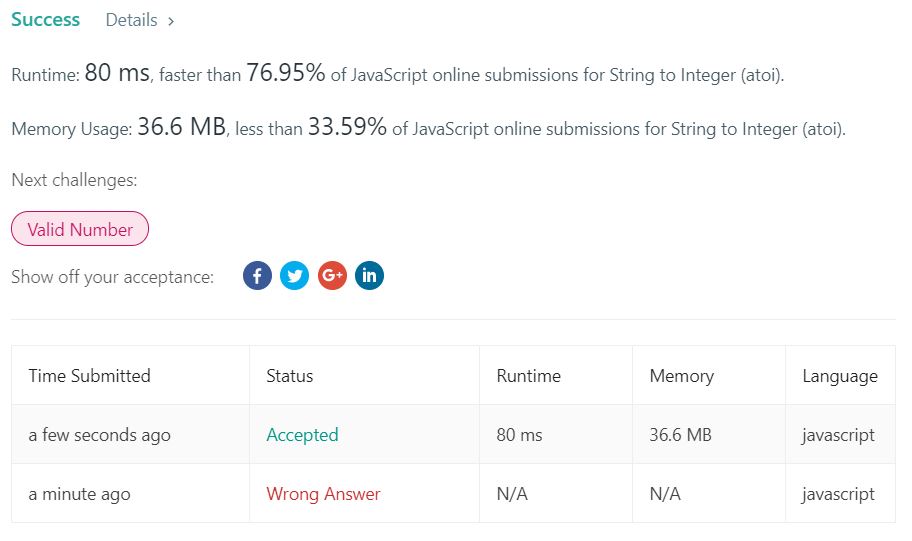 Success Details >
Runtime: 80 ms, faster than 76.95% of JavaScript online submissions for String to Integer (atoi).
Memory Usage: 36.6 MB, less than 33.59% of JavaScript online submissions for String to Integer (atoi).
Next challenges:
Valid Number
Show off your acceptance: f G+ in
Time Submitted Status Runtime Memory Language
a few seconds ago Accepted 80 ms 36.6 MB javascript
a minute ago Wrong Answer N/A N/A javascript